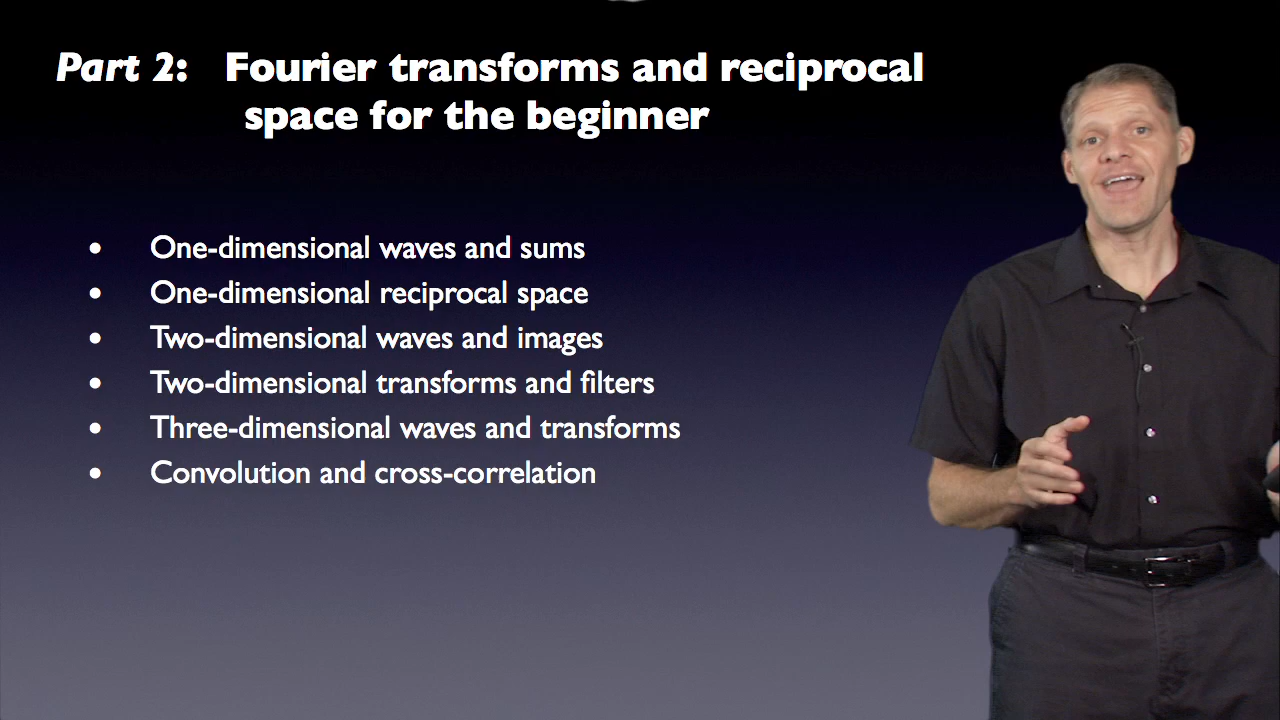 Part 2: Fourier transforms and reciprocal
space for the beginner
• One-dimensional waves and sums
• One-dimensional reciprocal space
• Two-dimensional waves and images
• Two-dimensional transforms and filters
• Three-dimensional waves and transforms
• Convolution and cross-correlation